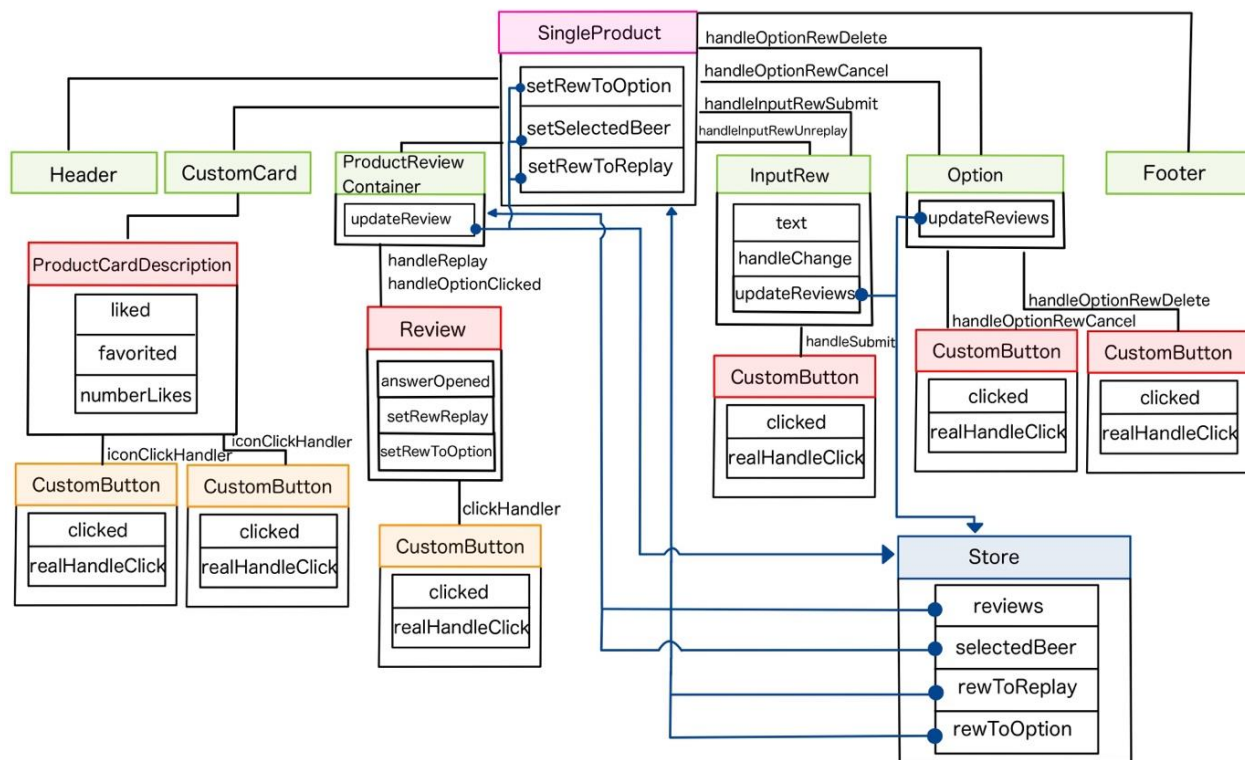 SingleProduct
setRewToOption
setSelectedBeer
setRewToReplay
handleOptionRewDelete
handleOptionRewCancel
handleInputRewSubmit
handleInputRewUnreplay
Header
CustomCard
ProductReview
Container
updateReview
InputRew
text
handleChange
updateReviews
Option
updateReviews
Footer
ProductCardDescription
liked
favorited
numberLikes
handleReplay
handleOptionClicked
Review
answerOpened
setRewReplay
setRewToOption
handleSubmit
CustomButton
clicked
realHandleClick
handleOptionRewCancel
CustomButton
clicked
realHandleClick
handleOptionRewDelete
CustomButton
clicked
realHandleClick
iconClickHandler
CustomButton
clicked
realHandleClick
iconClickHandler
CustomButton
clicked
realHandleClick
clickHandler
CustomButton
clicked
realHandleClick
Store
reviews
selectedBeer
rewToReplay
rewToOption